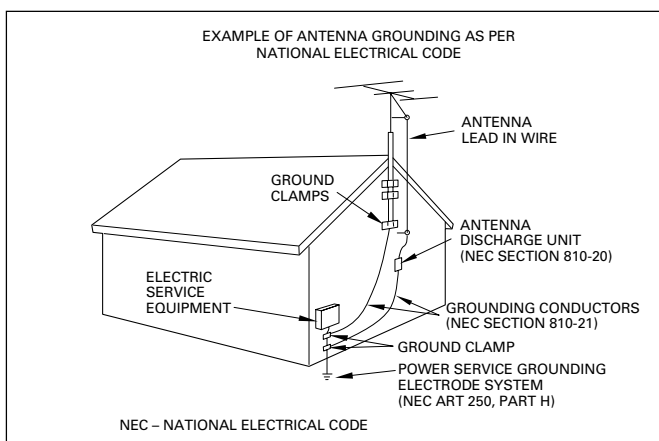 EXAMPLE OF ANTENNA GROUNDING AS PER
NATIONAL ELECTRICAL CODE
ANTENNA
LEAD IN WIRE
GROUND
CLAMPS
ANTENNA
DISCHARGE UNIT
(NEC SECTION 810-20)
ELECTRIC
SERVICE
EQUIPMENT
GROUNDING CONDUCTORS
(NEC SECTION 810-21)
GROUND CLAMP
POWER SERVICE GROUNDING
ELECTRODE SYSTEM
(NEC ART 250, PART H)
NEC – NATIONAL ELECTRICAL CODE